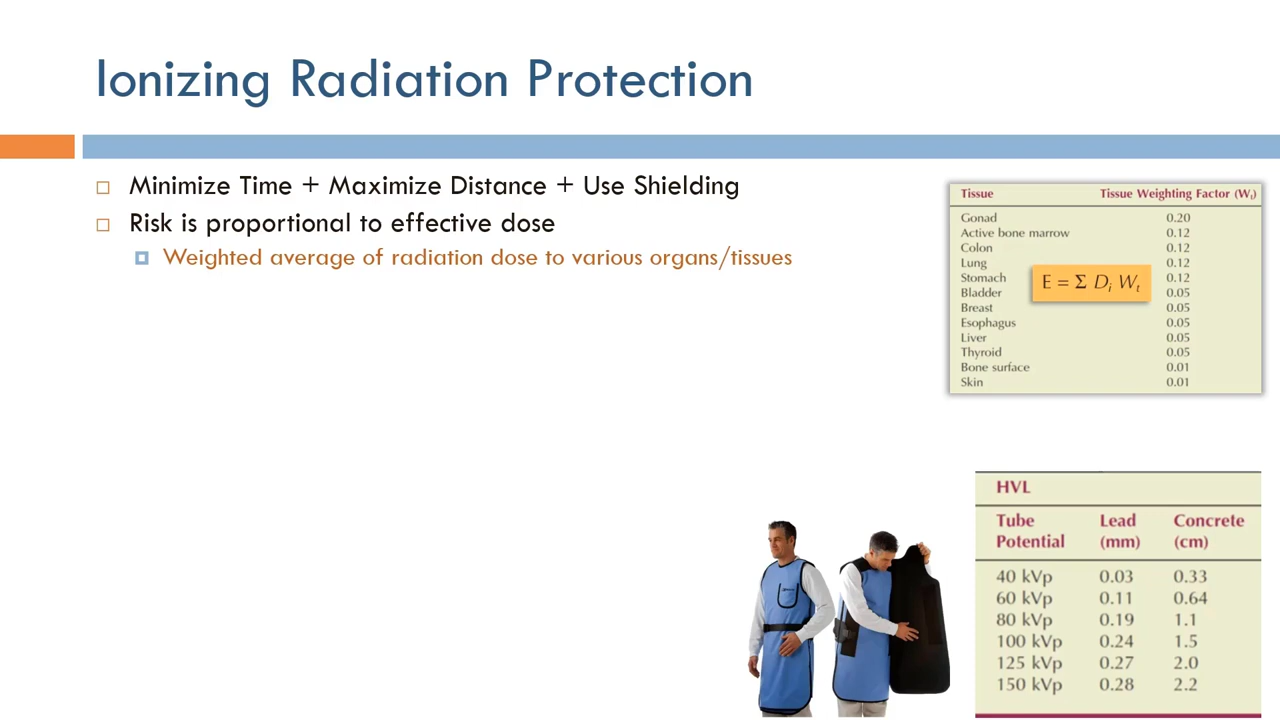 Ionizing Radiation Protection
Minimize Time + Maximize Distance + Use Shielding
Risk is proportional to effective dose
Weighted average of radiation dose to various organs/tissues
Tissue Tissue Weighting Factor (Wt)
Gonad 0.20
Active bone marrow 0.12
Colon 0.12
Lung 0.12
Stomach 0.12
Bladder 0.05
Breast 0.05
Esophagus 0.05
Liver 0.05
Thyroid 0.05
Bone surface 0.01
Skin 0.01
E = Σ Di Wt
HVL
Tube Potential Lead (mm) Concrete (cm)
40 kVp 0.03 0.33
60 kVp 0.11 0.64
80 kVp 0.19 1.1
100 kVp 0.24 1.5
125 kVp 0.27 2.0
150 kVp 0.28 2.2